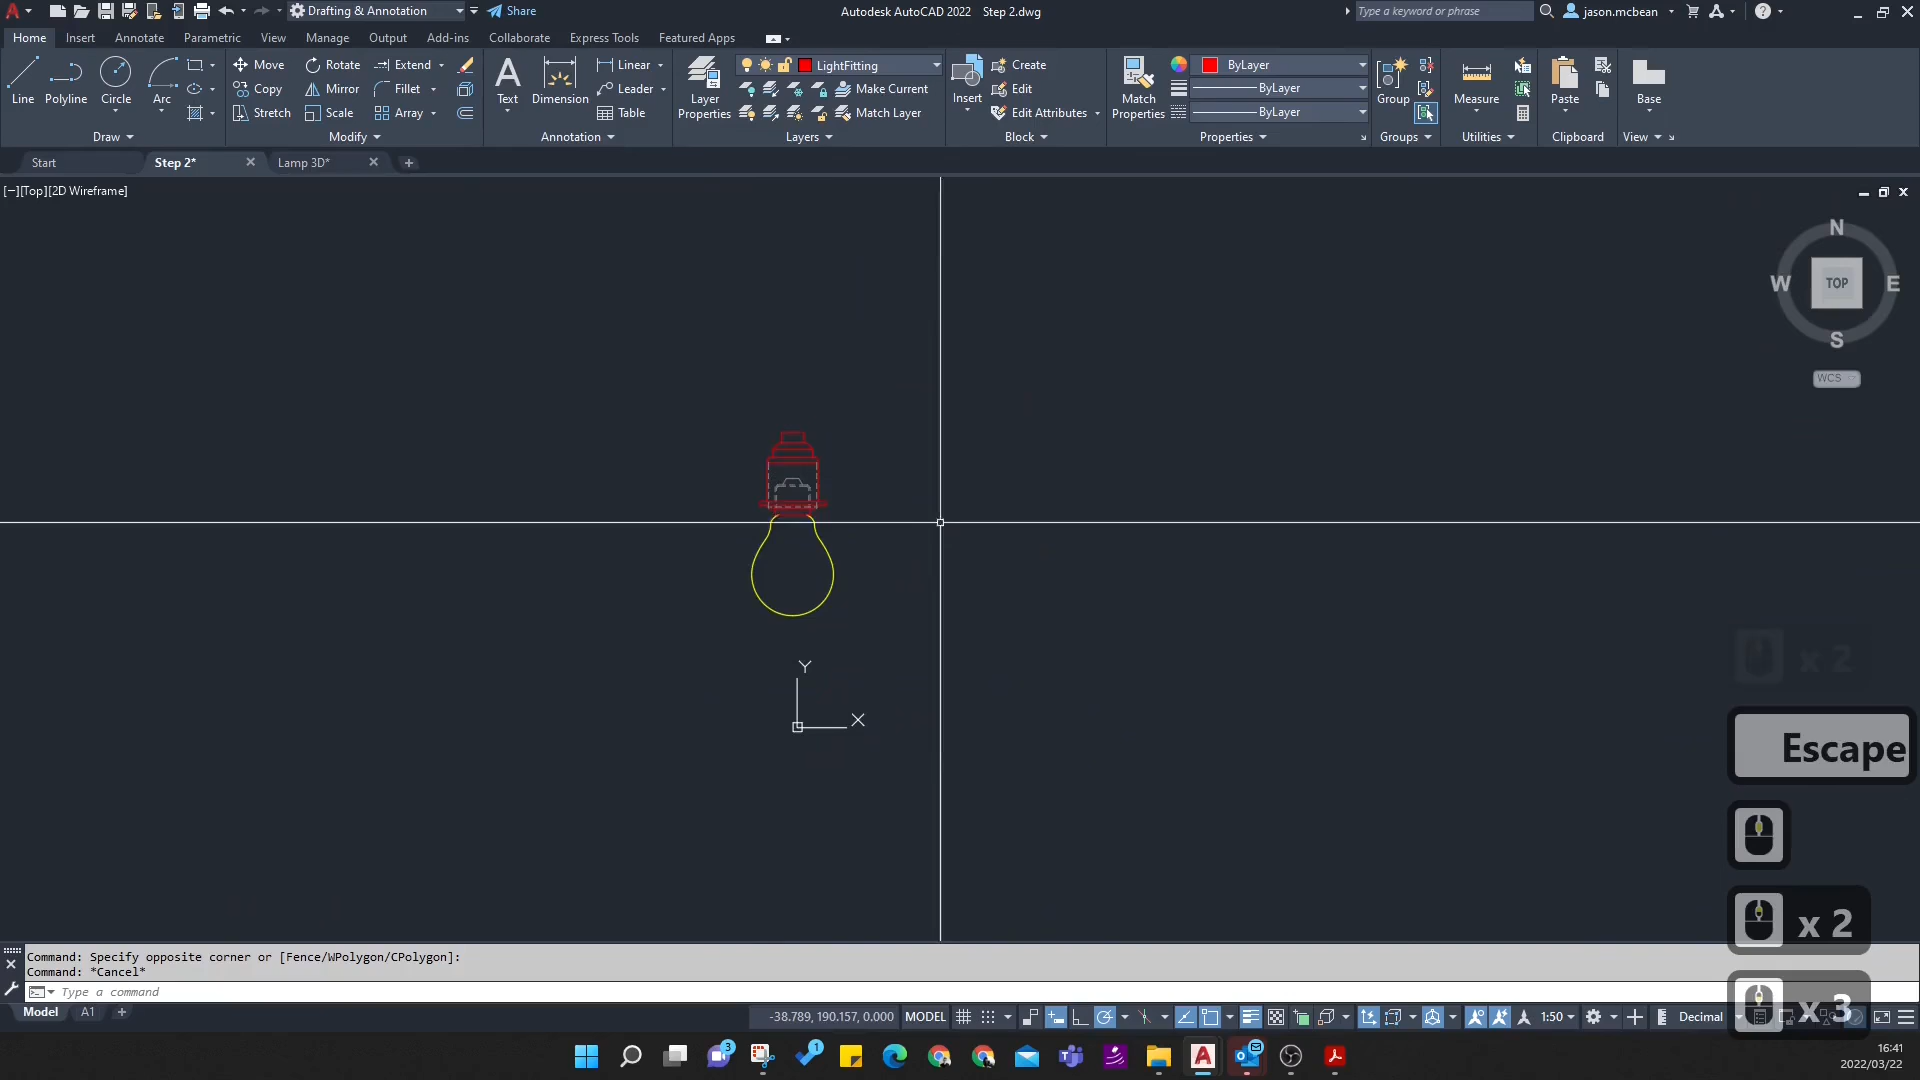 Drafting & Annotation
Share
Autodesk AutoCAD 2022 Step 2.dwg
Type a keyword or phrase
jason.mcbean
Home Insert Annotate Parametric View Manage Output Add-ins Collaborate Express Tools Featured Apps
Line
Polyline
Circle
Arc
Draw
Move
Rotate
Extend
Copy
Mirror
Fillet
Stretch
Scale
Array
Modify
Text
Dimension
Linear
Leader
Table
Annotation
Layer
Properties
LightFitting
Make Current
Match Layer
Layers
Insert
Create
Edit
Edit Attributes
Block
Match
Properties
ByLayer
ByLayer
ByLayer
Properties
Group
Groups
Measure
Utilities
Paste
Clipboard
Base
View
Start
Step 2*
Lamp 3D*
[−][Top][2D Wireframe]
N
W
TOP
E
S
WCS
Y
X
x 2
Escape
x 2
x 3
Command: Specify opposite corner or [Fence/WPolygon/CPolygon]:
Command: *Cancel*
Type a command
Model
A1
-38.789, 190.157, 0.000
MODEL
1:50
Decimal
3
1
16:41
2022/03/22